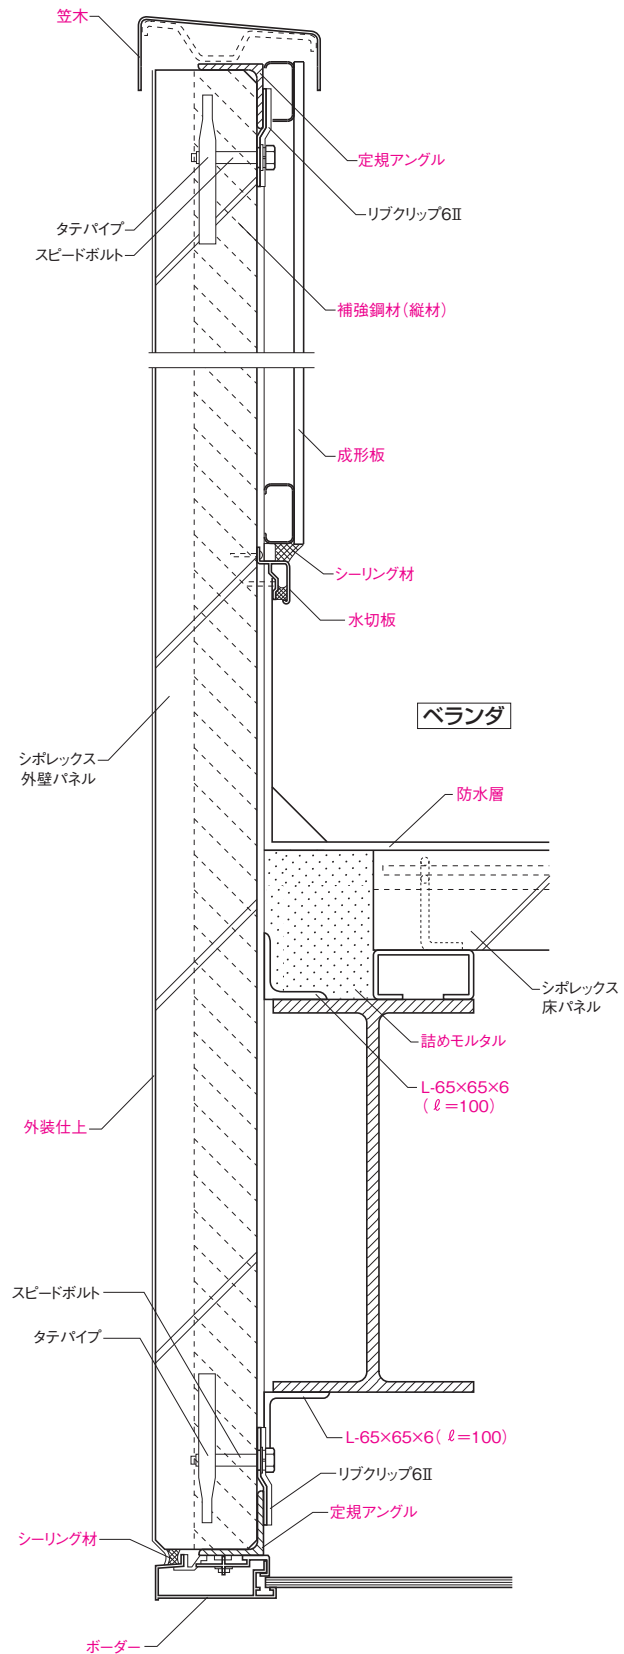 笠木
定規アングル
リブクリップ6Ⅱ
タテパイプ
スピードボルト
補強鋼材(縦材)
成形板
シーリング材
水切板
ベランダ
シポレックス
外壁パネル
防水層
シポレックス
床パネル
詰めモルタル
L-65×65×6
(ℓ=100)
外装仕上
スピードボルト
タテパイプ
L-65×65×6(ℓ=100)
リブクリップ6Ⅱ
定規アングル
シーリング材
ボーダー